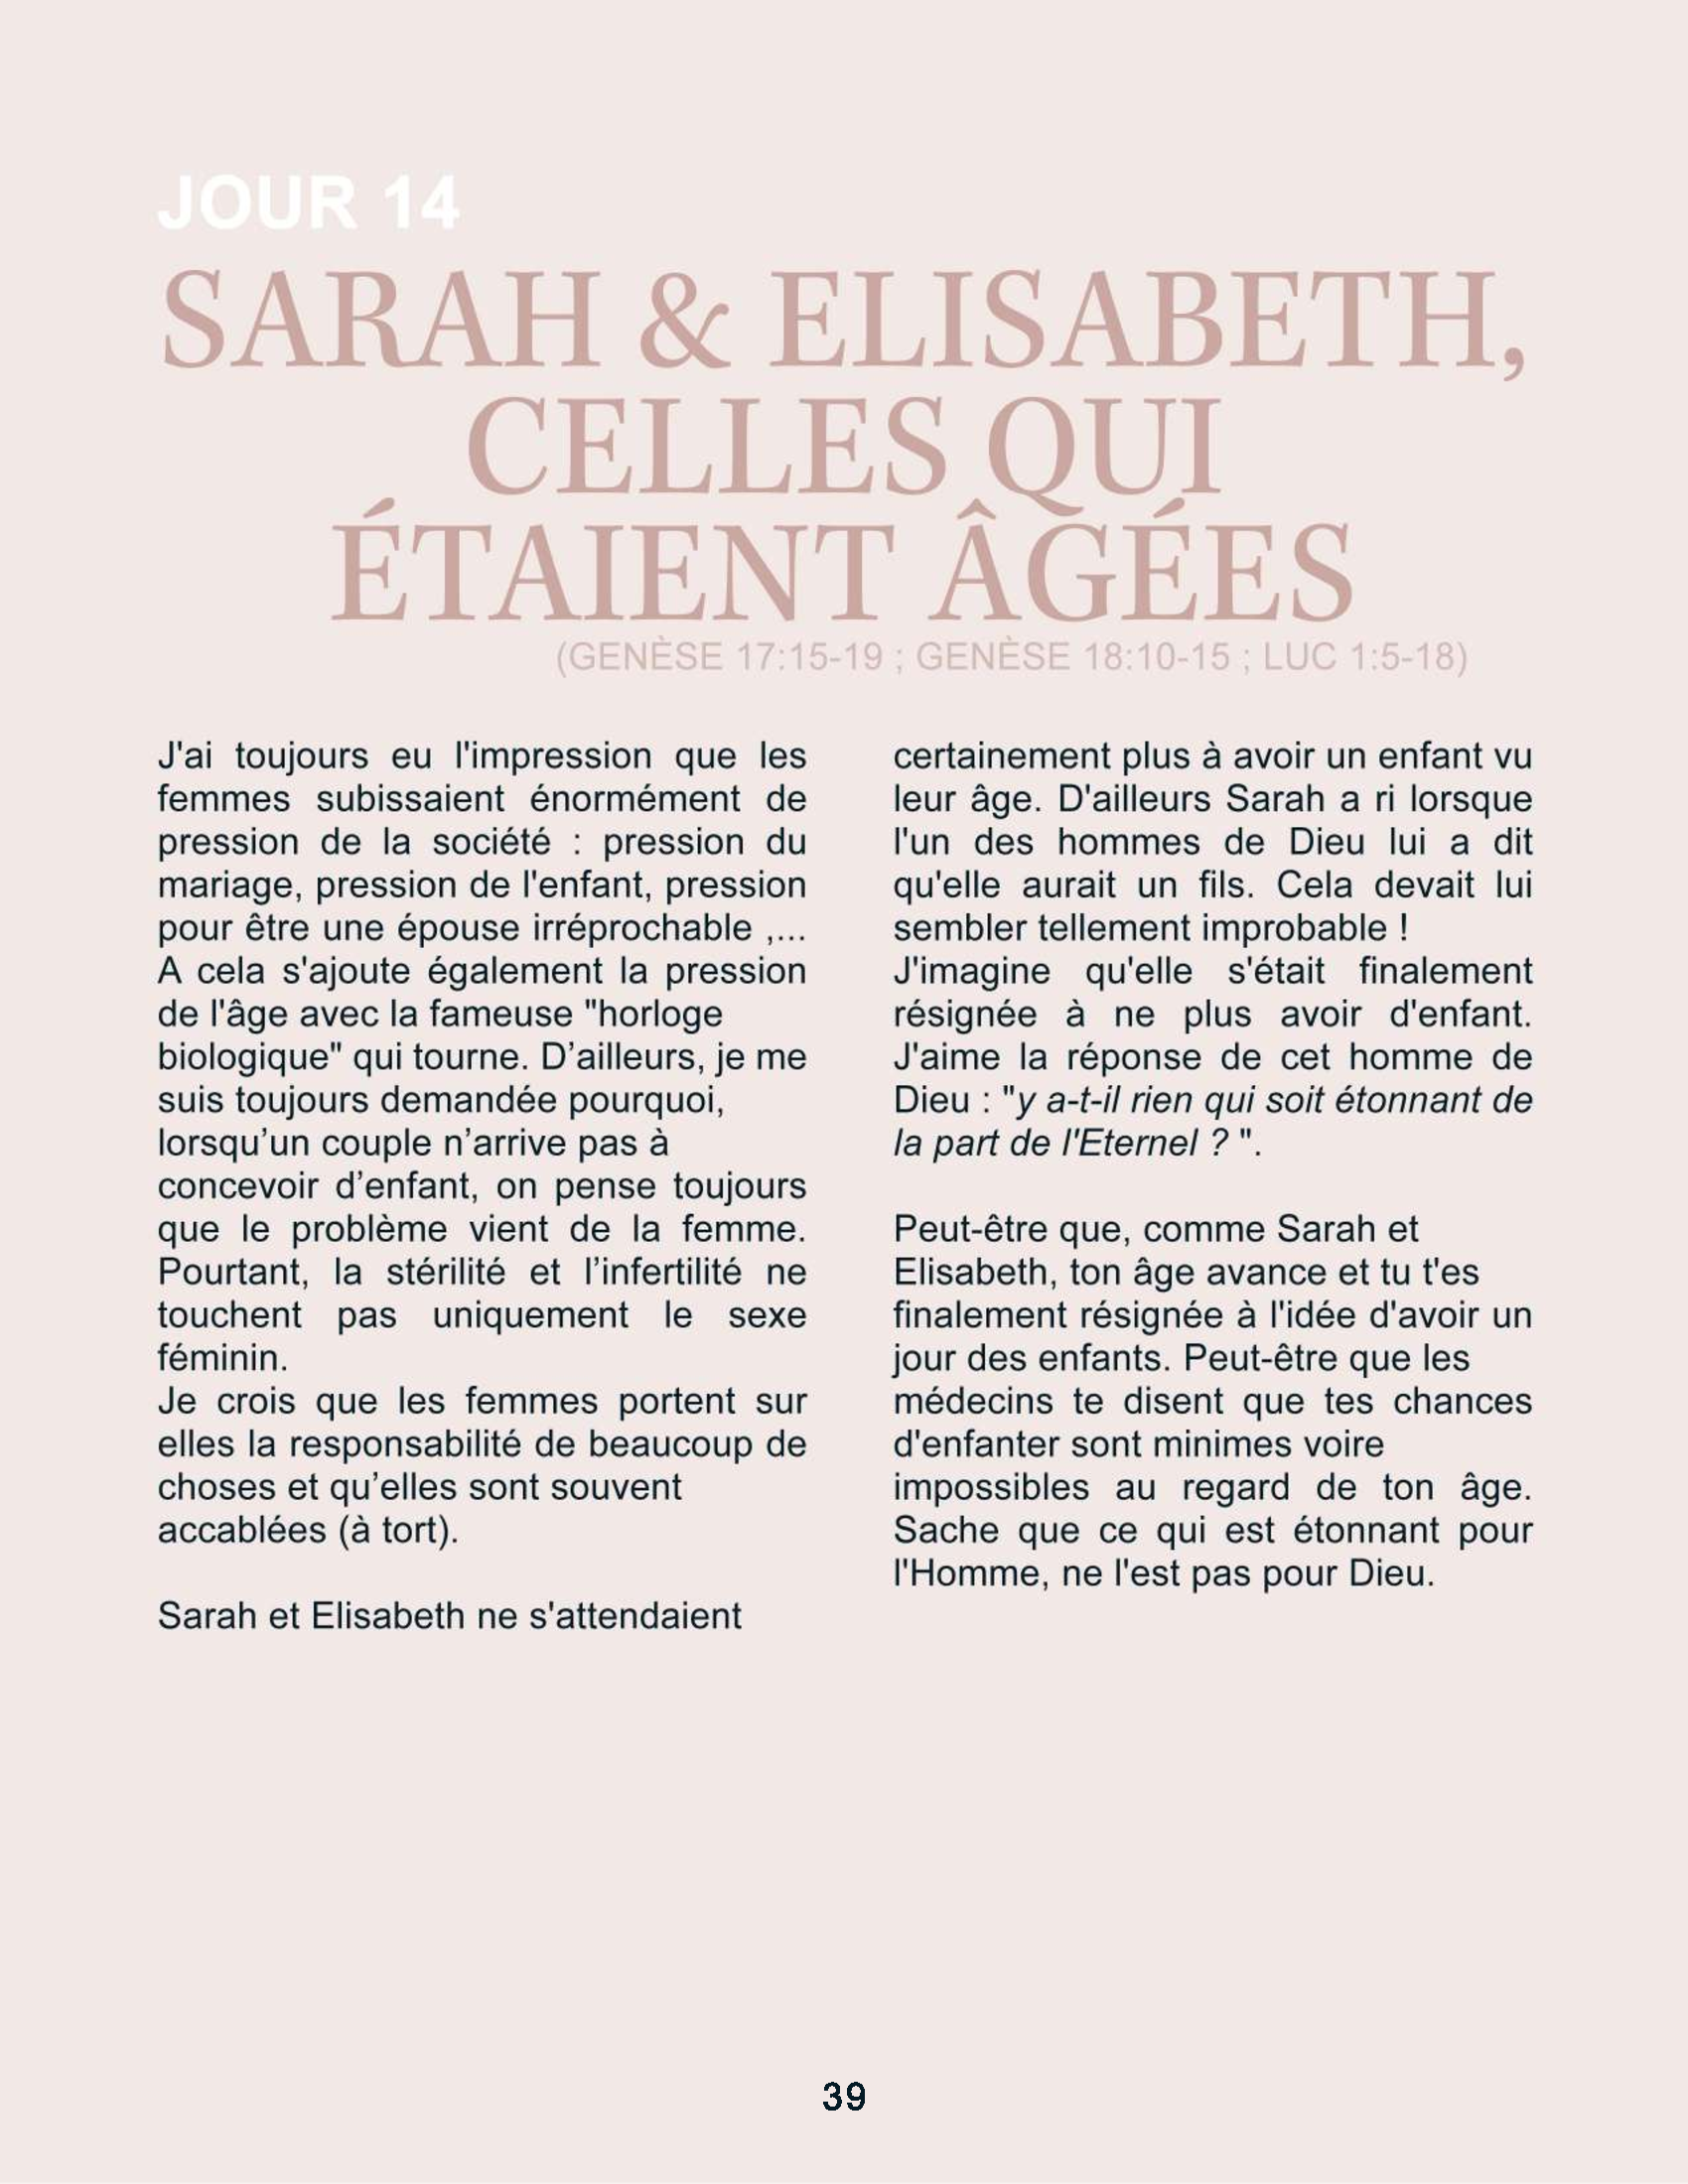 JOUR 14
SARAH & ELISABETH,
CELLES QUI
ÉTAIENT ÂGÉES
(GENÈSE 17:15-19 ; GENÈSE 18:10-15 ; LUC 1:5-18)
J'ai toujours eu l'impression que les
femmes subissaient énormément de
pression de la société : pression du
mariage, pression de l'enfant, pression
pour être une épouse irréprochable ,...
A cela s'ajoute également la pression
de l'âge avec la fameuse "horloge
biologique" qui tourne. D’ailleurs, je me
suis toujours demandée pourquoi,
lorsqu’un couple n’arrive pas à
concevoir d’enfant, on pense toujours
que le problème vient de la femme.
Pourtant, la stérilité et l’infertilité ne
touchent pas uniquement le sexe
féminin.
Je crois que les femmes portent sur
elles la responsabilité de beaucoup de
choses et qu’elles sont souvent
accablées (à tort).
Sarah et Elisabeth ne s'attendaient
certainement plus à avoir un enfant vu
leur âge. D'ailleurs Sarah a ri lorsque
l'un des hommes de Dieu lui a dit
qu'elle aurait un fils. Cela devait lui
sembler tellement improbable !
J'imagine qu'elle s'était finalement
résignée à ne plus avoir d'enfant.
J'aime la réponse de cet homme de
Dieu : "y a-t-il rien qui soit étonnant de
la part de l'Eternel ? ".
Peut-être que, comme Sarah et
Elisabeth, ton âge avance et tu t'es
finalement résignée à l'idée d'avoir un
jour des enfants. Peut-être que les
médecins te disent que tes chances
d'enfanter sont minimes voire
impossibles au regard de ton âge.
Sache que ce qui est étonnant pour
l'Homme, ne l'est pas pour Dieu.
39